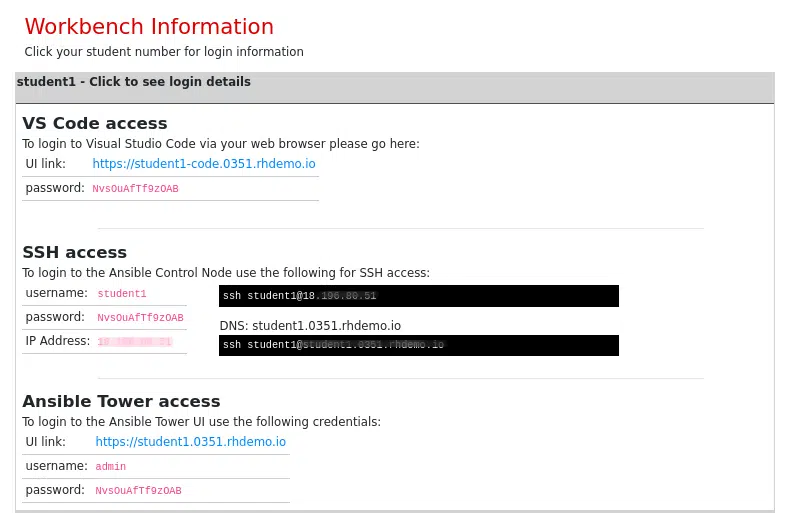 Workbench Information
Click your student number for login information
student1 - Click to see login details
VS Code access
To login to Visual Studio Code via your web browser please go here:
UI link: https://student1-code.0351.rhdemo.io
password: NvsOuAfTf9zOAB
SSH access
To login to the Ansible Control Node use the following for SSH access:
username: student1
password: NvsOuAfTf9zOAB
IP Address:
ssh student1@18.
DNS: student1.0351.rhdemo.io
ssh student1@student1.0351.rhdemo.io
Ansible Tower access
To login to the Ansible Tower UI use the following credentials:
UI link: https://student1.0351.rhdemo.io
username: admin
password: NvsOuAfTf9zOAB